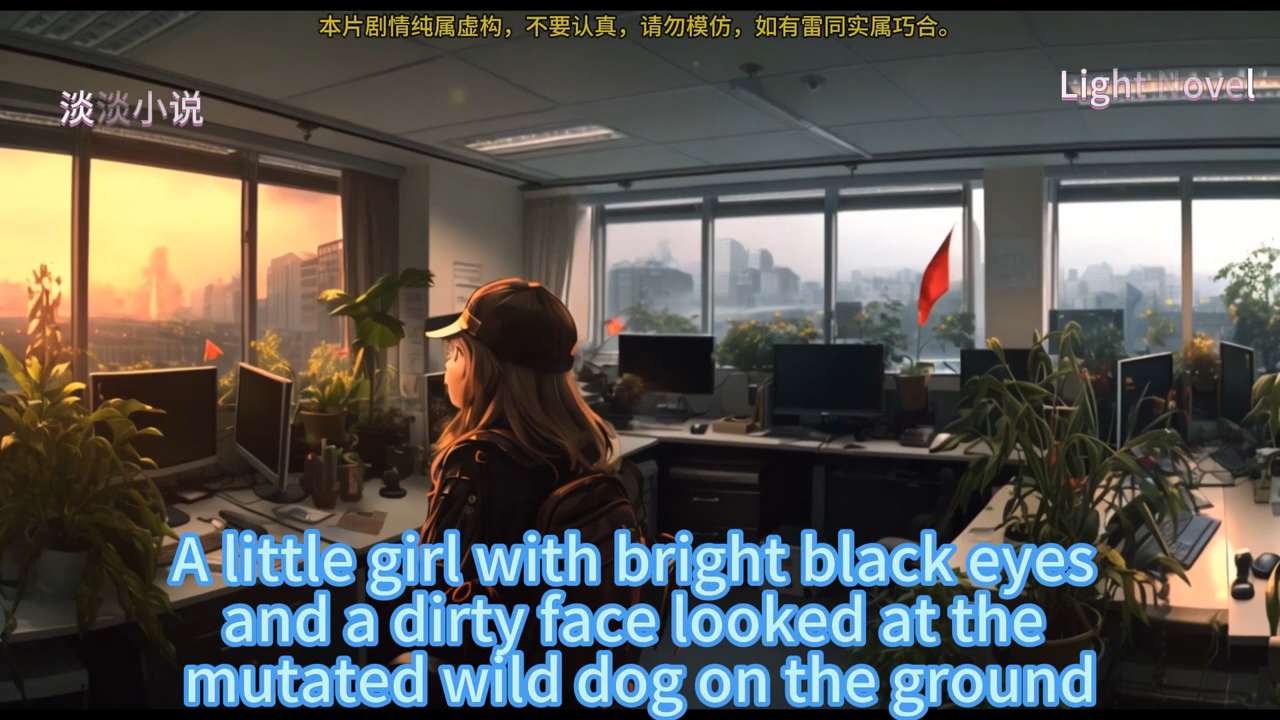 本片剧情纯属虚构，不要认真，请勿模仿，如有雷同实属巧合。
淡淡小说
Light Novel
A little girl with bright black eyes
and a dirty face looked at the
mutated wild dog on the ground